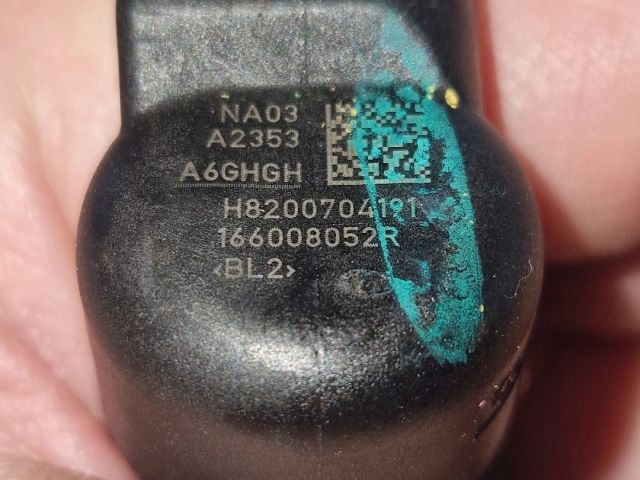 NA03
A2353
A6GHGH
H8200704191
166008052R
‹BL2›